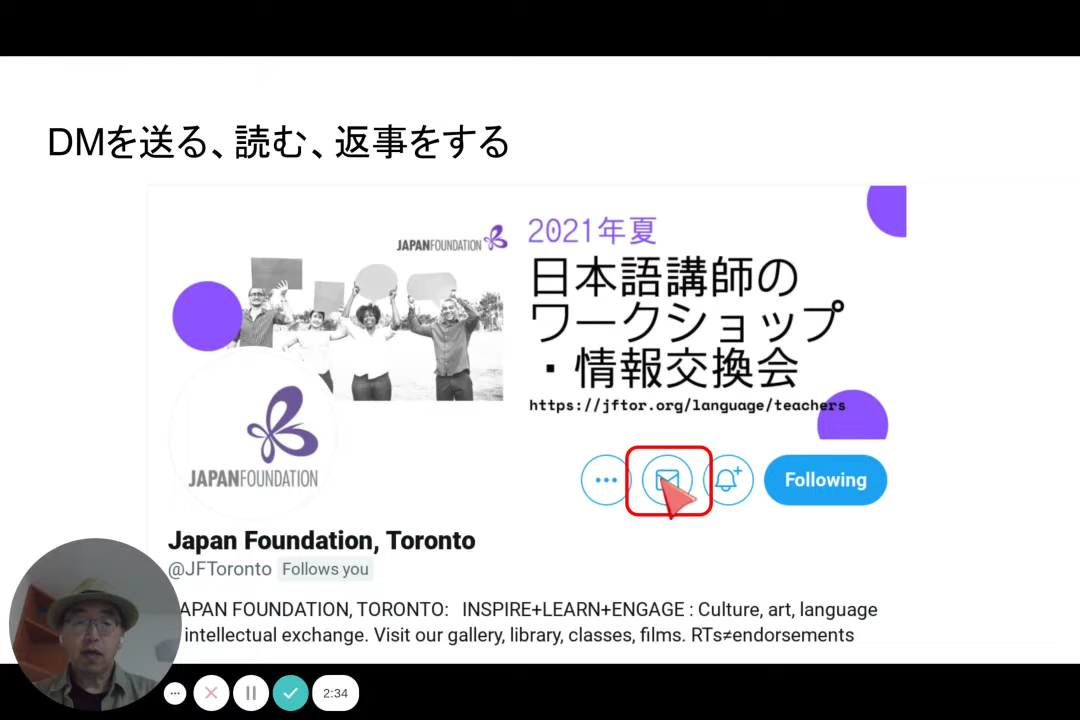 DMを送る、読む、返事をする
JAPANFOUNDATION
2021年夏
日本語講師の
ワークショップ
・情報交換会
https://jftor.org/language/teachers
JAPANFOUNDATION
Following
Japan Foundation, Toronto
@JFToronto Follows you
APAN FOUNDATION, TORONTO: INSPIRE+LEARN+ENGAGE : Culture, art, language
intellectual exchange. Visit our gallery, library, classes, films. RTs≠endorsements
2:34